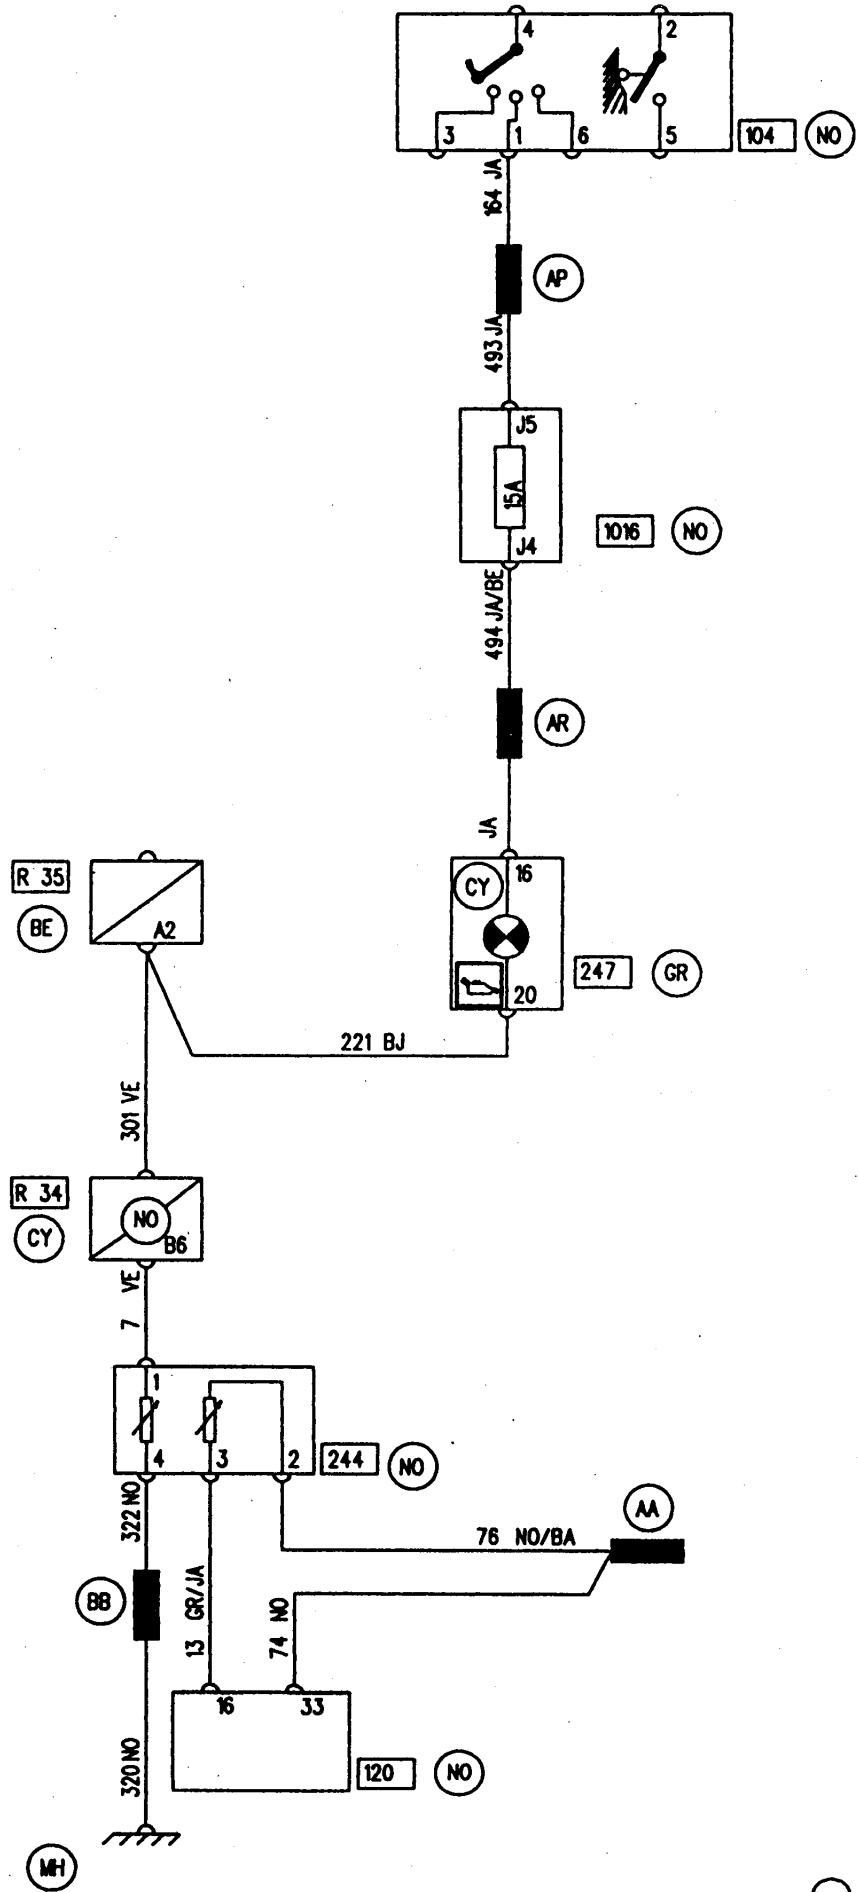 4
2
3
1
6
5
104
NO
164 JA
AP
493 JA
J5
15A
J4
1016
NO
494 JA/BE
AR
JA
R 35
BE
A2
CY
16
20
247
GR
221 BJ
301 VE
R 34
CY
NO
B6
7 VE
1
4
3
2
244
NO
322 NO
AA
76 NO/BA
BB
13 GR/JA
74 NO
16
33
320 NO
120
NO
MH